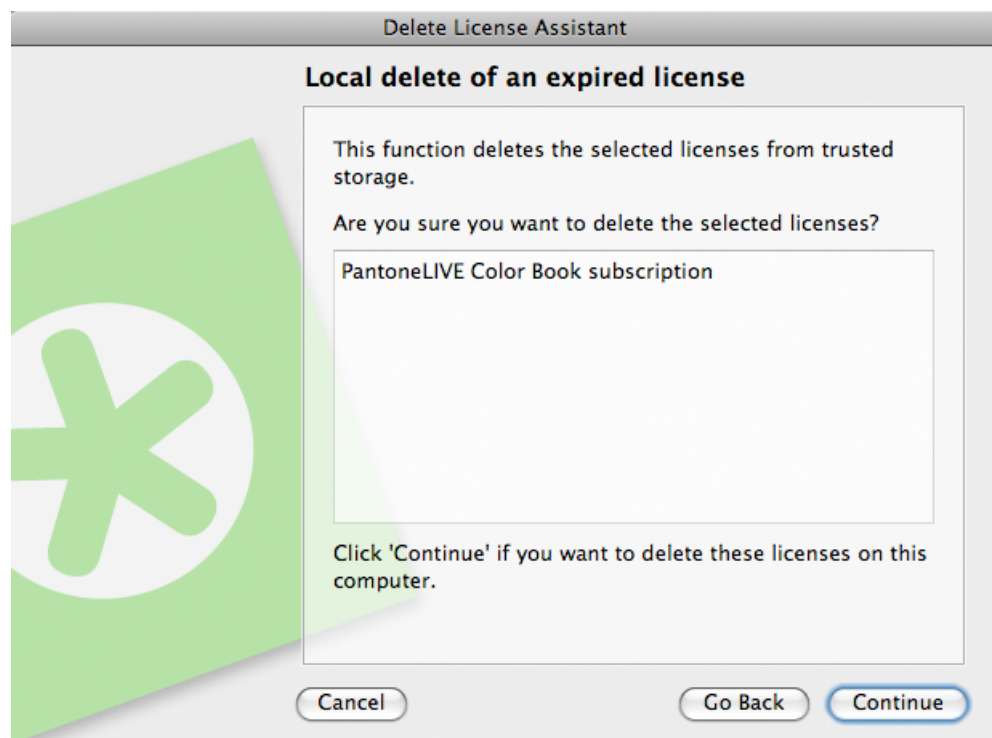 Delete License Assistant
Local delete of an expired license
This function deletes the selected licenses from trusted
storage.
Are you sure you want to delete the selected licenses?
PantoneLIVE Color Book subscription
Click 'Continue' if you want to delete these licenses on this
computer.
Cancel
Go Back
Continue